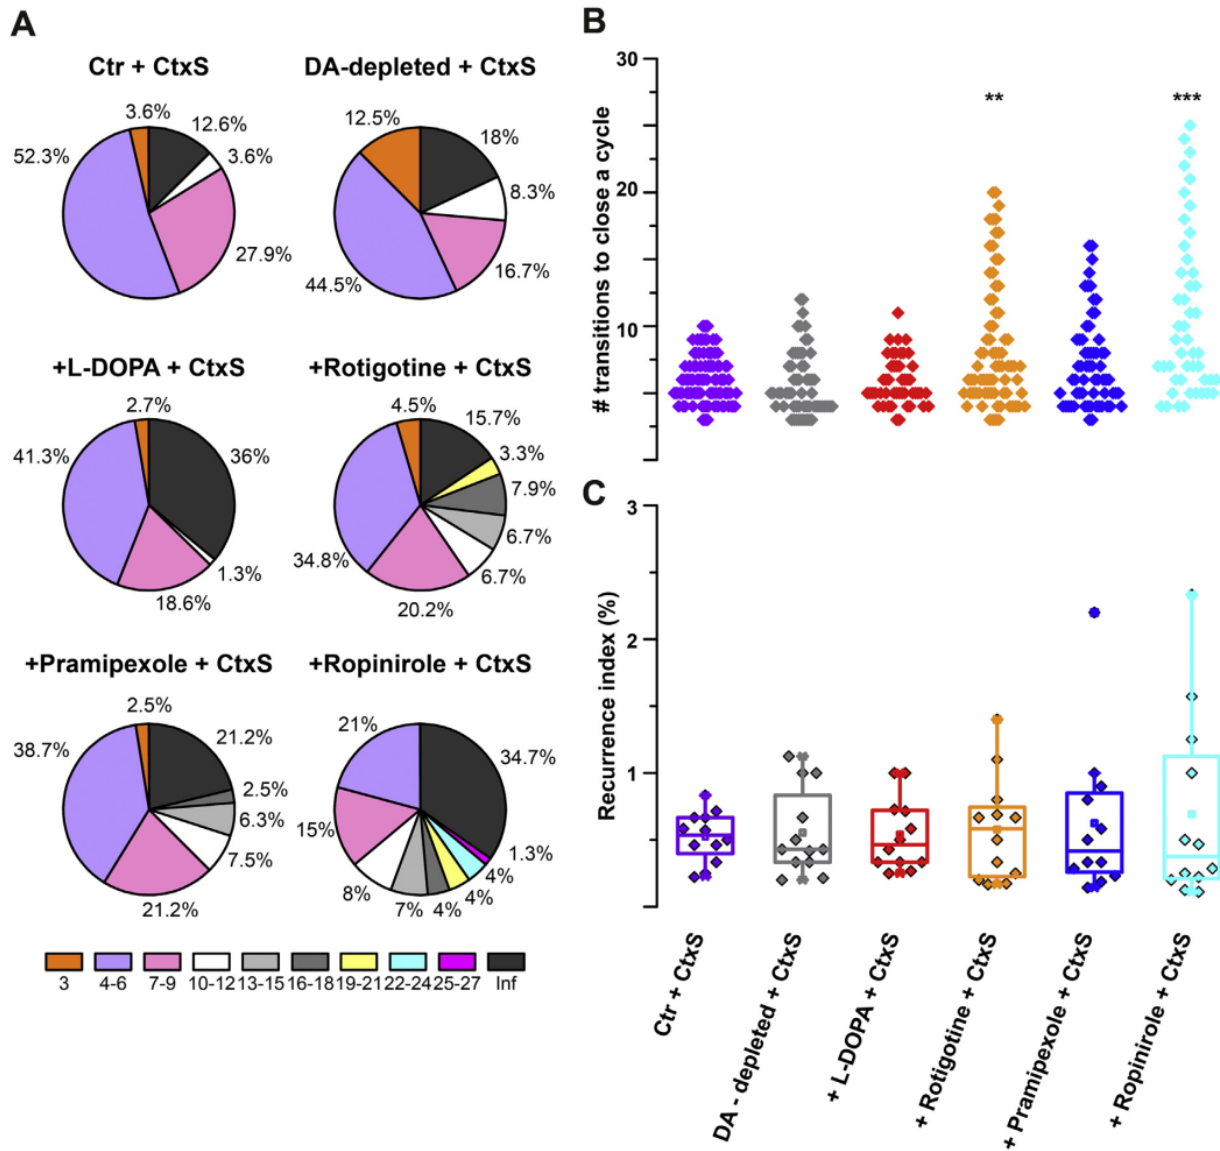 A
Ctr + CtxS
3.6%
12.6%
3.6%
27.9%
52.3%
DA-depleted + CtxS
12.5%
18%
8.3%
16.7%
44.5%
+L-DOPA + CtxS
2.7%
36%
1.3%
18.6%
41.3%
+Rotigotine + CtxS
4.5%
15.7%
3.3%
7.9%
6.7%
6.7%
20.2%
34.8%
+Pramipexole + CtxS
2.5%
21.2%
2.5%
6.3%
7.5%
21.2%
38.7%
+Ropinirole + CtxS
21%
34.7%
1.3%
4%
4%
4%
7%
8%
15%
3 4-6 7-9 10-12 13-15 16-18 19-21 22-24 25-27 Inf
B
# transitions to close a cycle
30
20
10
**
***
C
Recurrence index (%)
3
2
1
Ctr + CtxS
DA - depleted + CtxS
+ L-DOPA + CtxS
+ Rotigotine + CtxS
+ Pramipexole + CtxS
+ Ropinirole + CtxS